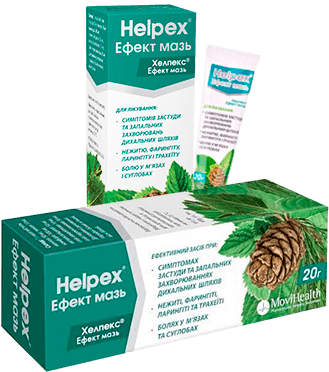 Helpex®
Ефект мазь
Хелпекс®
Ефект мазь
ДЛЯ ЛІКУВАННЯ:
СИМПТОМІВ ЗАСТУДИ
ТА ЗАПАЛЬНИХ
ЗАХВОРЮВАНЬ
ДИХАЛЬНИХ ШЛЯХІВ
НЕЖИТЮ, ФАРИНГІТУ,
ЛАРИНГІТУ І ТРАХЕЇТУ
БОЛЮ У М'ЯЗАХ
І СУГЛОБАХ
Helpex
Ефект мазь
20г
Helpex®
Ефект мазь
Хелпекс®
Ефект мазь
ЕФЕКТИВНИЙ ЗАСІБ ПРИ:
• СИМПТОМАХ
ЗАСТУДИ ТА ЗАПАЛЬНИХ
ЗАХВОРЮВАННЯХ
ДИХАЛЬНИХ ШЛЯХІВ
• НЕЖИТІ, ФАРИНГІТІ,
ЛАРИНГІТІ ТА ТРАХЕЇТІ
• БОЛЯХ У М'ЯЗАХ
ТА СУГЛОБАХ
20г
MoviHealth